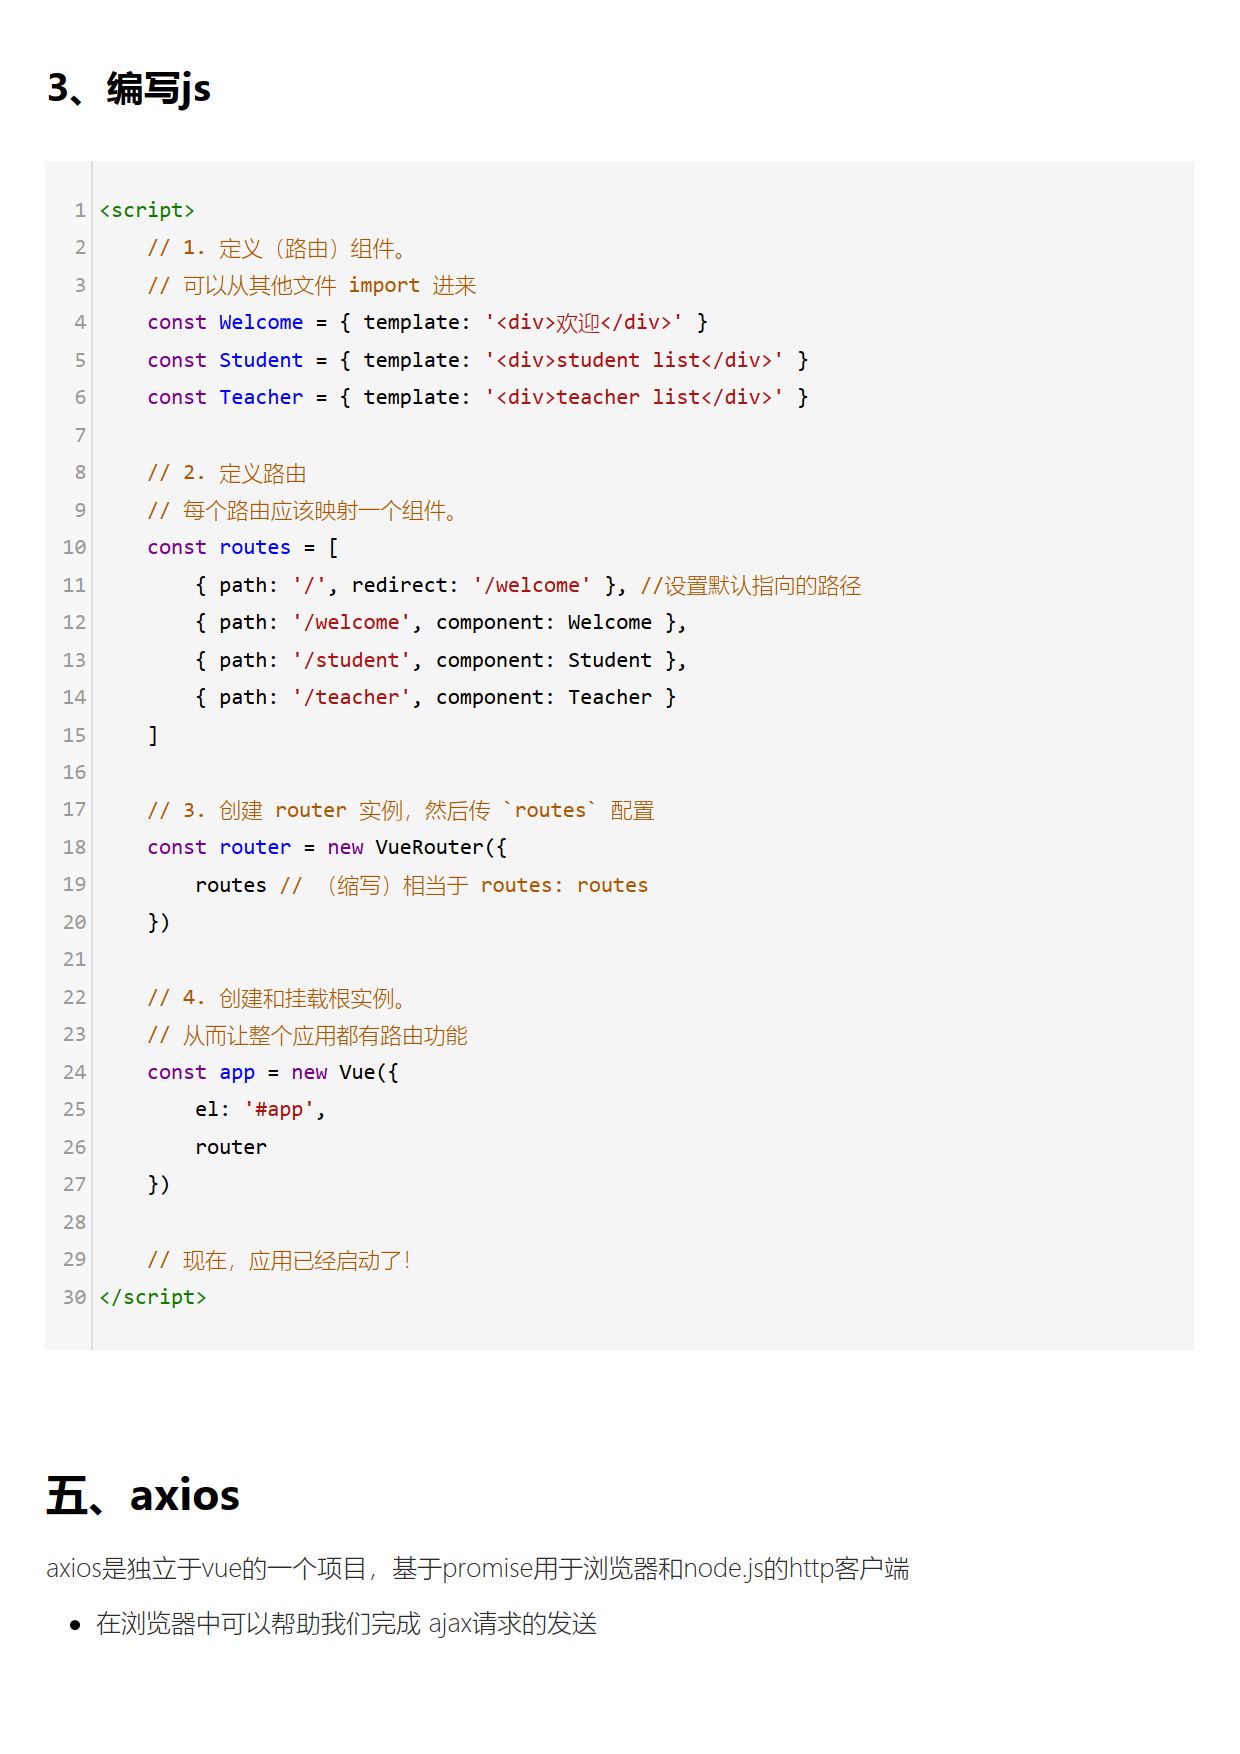 3、编写js
1 <script>
2     // 1. 定义（路由）组件。
3     // 可以从其他文件 import 进来
4     const Welcome = { template: '<div>欢迎</div>' }
5     const Student = { template: '<div>student list</div>' }
6     const Teacher = { template: '<div>teacher list</div>' }
7
8     // 2. 定义路由
9     // 每个路由应该映射一个组件。
10     const routes = [
11         { path: '/', redirect: '/welcome' }, //设置默认指向的路径
12         { path: '/welcome', component: Welcome },
13         { path: '/student', component: Student },
14         { path: '/teacher', component: Teacher }
15     ]
16
17     // 3. 创建 router 实例，然后传 `routes` 配置
18     const router = new VueRouter({
19         routes // （缩写）相当于 routes: routes
20     })
21
22     // 4. 创建和挂载根实例。
23     // 从而让整个应用都有路由功能
24     const app = new Vue({
25         el: '#app',
26         router
27     })
28
29     // 现在，应用已经启动了！
30 </script>
五、axios
axios是独立于vue的一个项目，基于promise用于浏览器和node.js的http客户端
• 在浏览器中可以帮助我们完成 ajax请求的发送